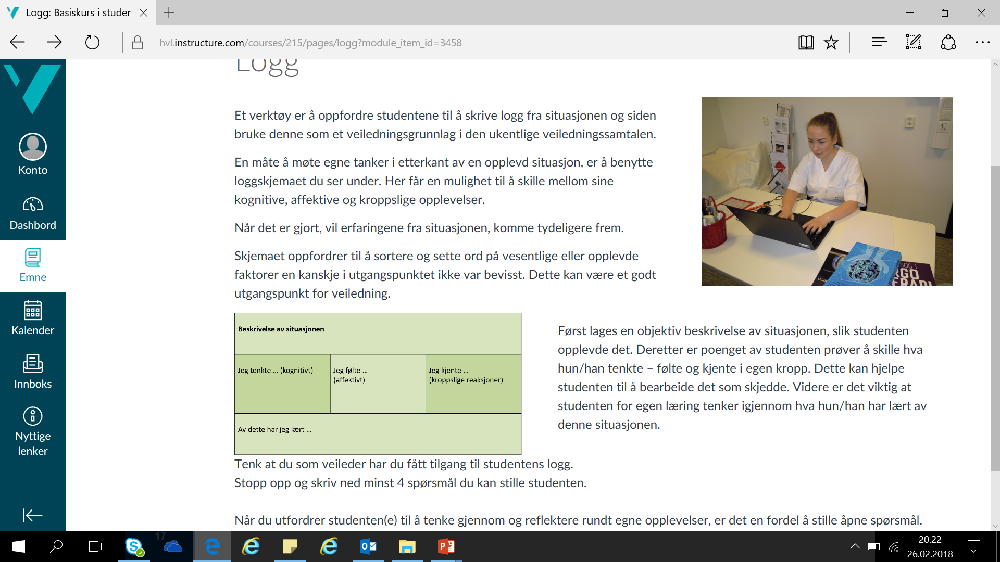 Logg: Basiskurs i studer
hvl.instructure.com/courses/215/pages/logg?module_item_id=3458
Logg
Konto
Dashbord
Emne
Kalender
Innboks
Nyttige
lenker
Et verktøy er å oppfordre studentene til å skrive logg fra situasjonen og siden
bruke denne som et veiledningsgrunnlag i den ukentlige veiledningssamtalen.
En måte å møte egne tanker i etterkant av en opplevd situasjon, er å benytte
loggskjemaet du ser under. Her får en mulighet til å skille mellom sine
kognitive, affektive og kroppslige opplevelser.
Når det er gjort, vil erfaringene fra situasjonen, komme tydeligere frem.
Skjemaet oppfordrer til å sortere og sette ord på vesentlige eller opplevde
faktorer en kanskje i utgangspunktet ikke var bevisst. Dette kan være et godt
utgangspunkt for veiledning.
Beskrivelse av situasjonen
Jeg tenkte ... (kognitivt)
Jeg følte ...
(affektivt)
Jeg kjente ...
(kroppslige reaksjoner)
Av dette har jeg lært ...
Først lages en objektiv beskrivelse av situasjonen, slik studenten
opplevde det. Deretter er poenget av studenten prøver å skille hva
hun/han tenkte – følte og kjente i egen kropp. Dette kan hjelpe
studenten til å bearbeide det som skjedde. Videre er det viktig at
studenten for egen læring tenker igjennom hva hun/han har lært av
denne situasjonen.
Tenk at du som veileder har du fått tilgang til studentens logg.
Stopp opp og skriv ned minst 4 spørsmål du kan stille studenten.
Når du utfordrer studenten(e) til å tenke gjennom og reflektere rundt egne opplevelser, er det en fordel å stille åpne spørsmål.
17
20.22
26.02.2018